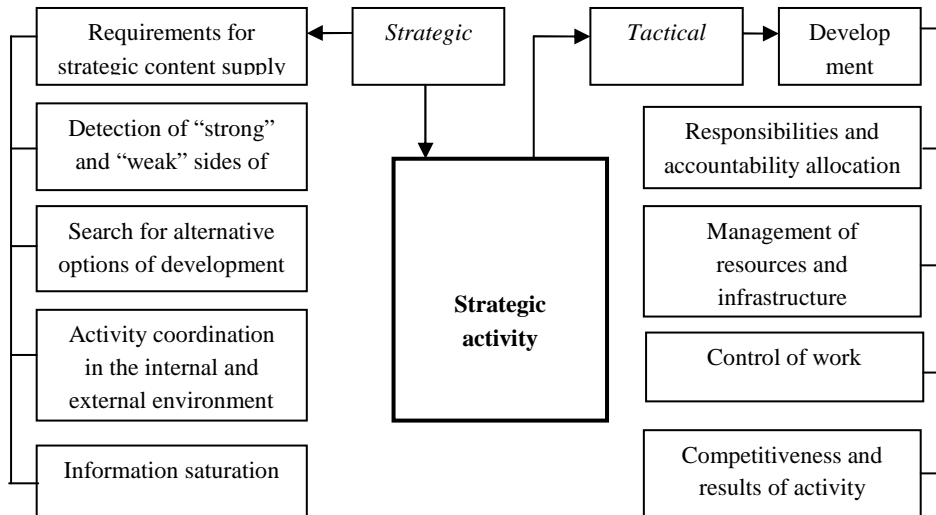 Requirements for
strategic content supply
Strategic
Tactical
Develop
ment
Detection of “strong”
and “weak” sides of
Responsibilities and
accountability allocation
Search for alternative
options of development
Management of
resources and
infrastructure
Strategic
activity
Activity coordination
in the internal and
external environment
Control of work
Information saturation
Competitiveness and
results of activity